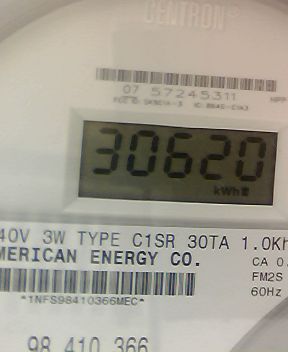 CENTRON®
07 57245311
30620
kWh
40V 3W TYPE C1SR 30TA 1.0Kh
MERICAN ENERGY CO.
CA 0.
FM2S
*1NFS98410366MEC*
60Hz
98 410 366